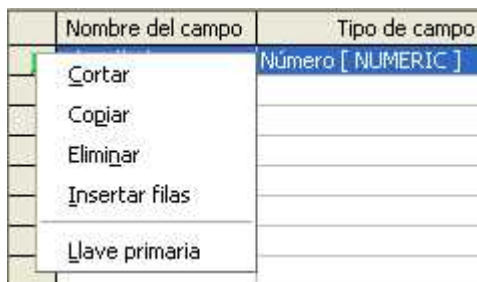 Nombre del campo Tipo de campo
Número [ NUMERIC ]
Cortar
Copiar
Eliminar
Insertar filas
Llave primaria